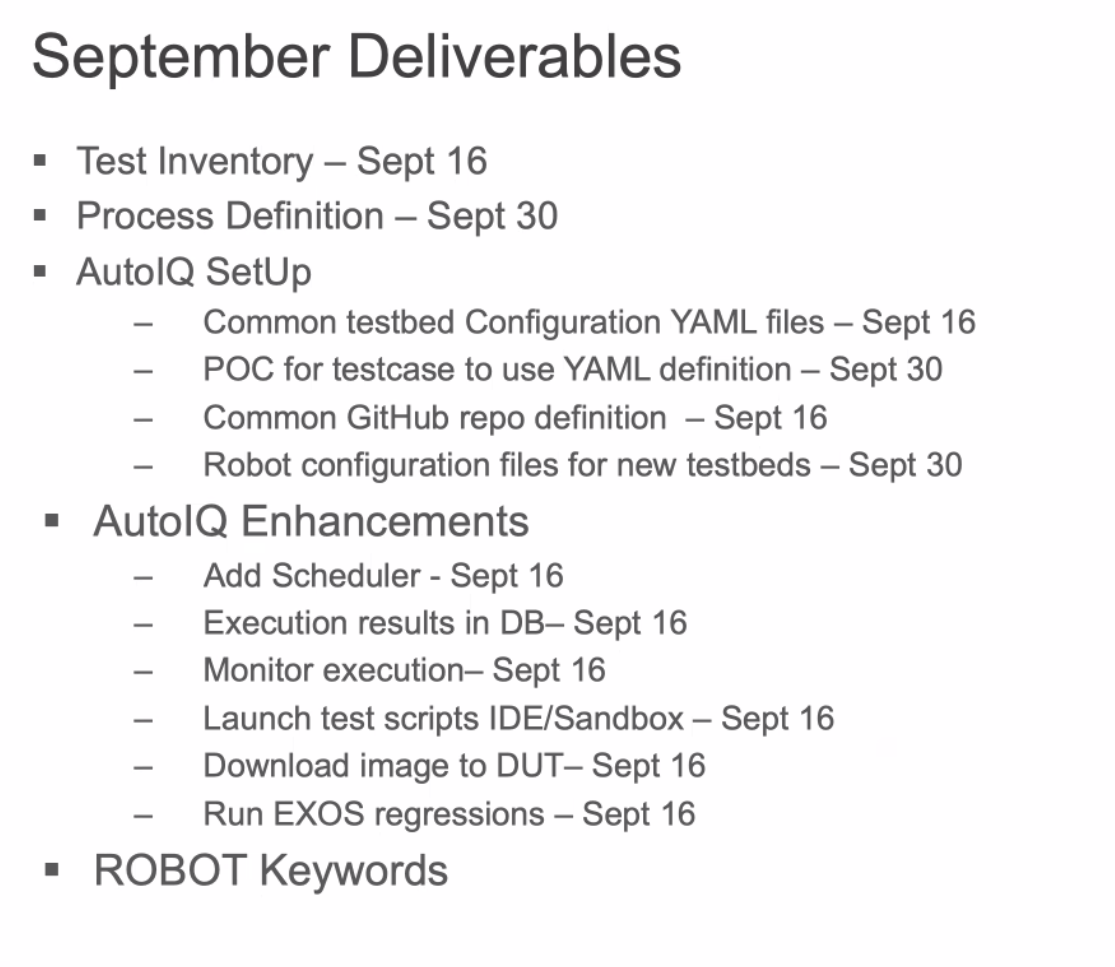 September Deliverables
▪ Test Inventory – Sept 16
▪ Process Definition – Sept 30
▪ AutoIQ SetUp
– Common testbed Configuration YAML files – Sept 16
– POC for testcase to use YAML definition – Sept 30
– Common GitHub repo definition – Sept 16
– Robot configuration files for new testbeds – Sept 30
▪ AutoIQ Enhancements
– Add Scheduler - Sept 16
– Execution results in DB– Sept 16
– Monitor execution– Sept 16
– Launch test scripts IDE/Sandbox – Sept 16
– Download image to DUT– Sept 16
– Run EXOS regressions – Sept 16
▪ ROBOT Keywords